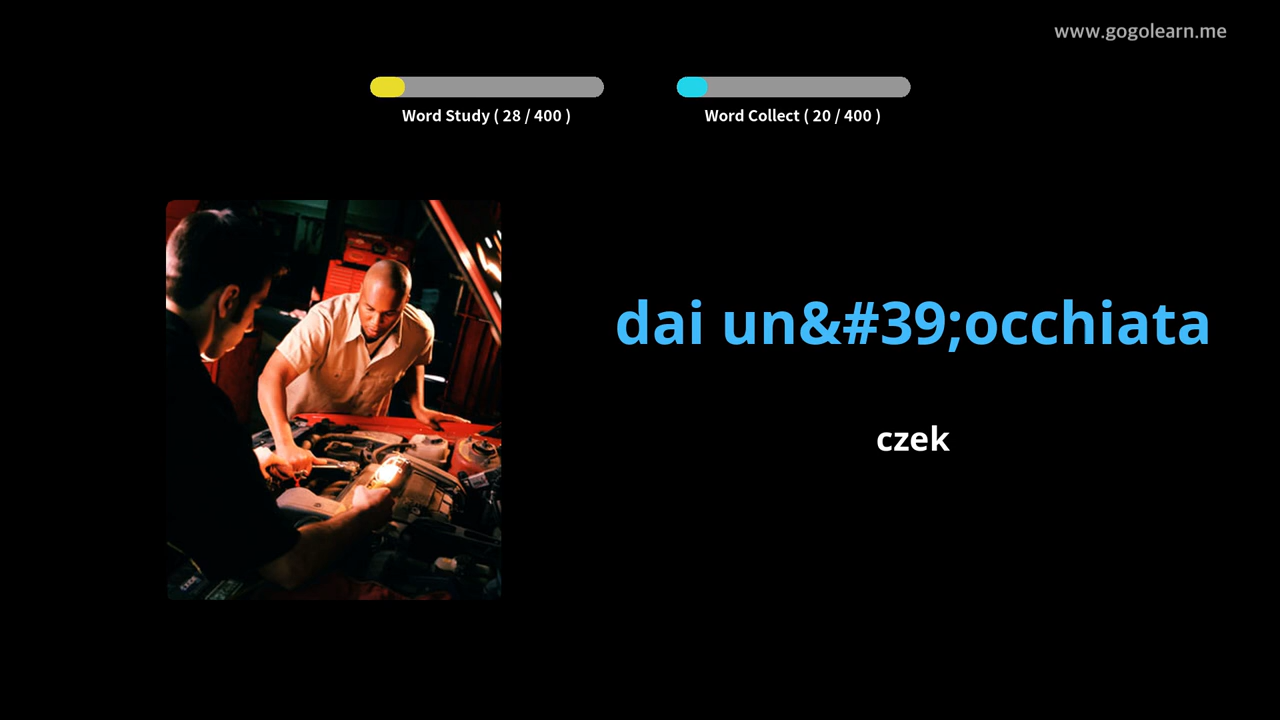 www.gogolearn.me
Word Study ( 28 / 400 )
Word Collect ( 20 / 400 )
dai un&#39;occhiata
czek